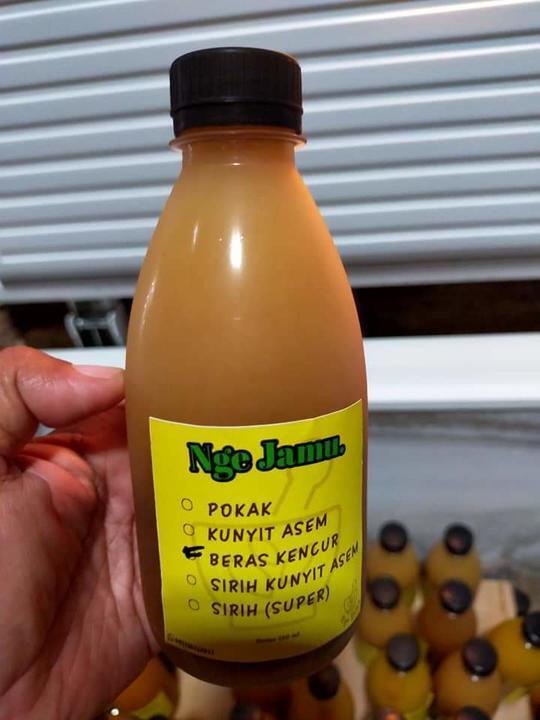 Nge Jamu.
POKAK
KUNYIT ASEM
BERAS KENCUR
SIRIH KUNYIT ASEM
SIRIH (SUPER)